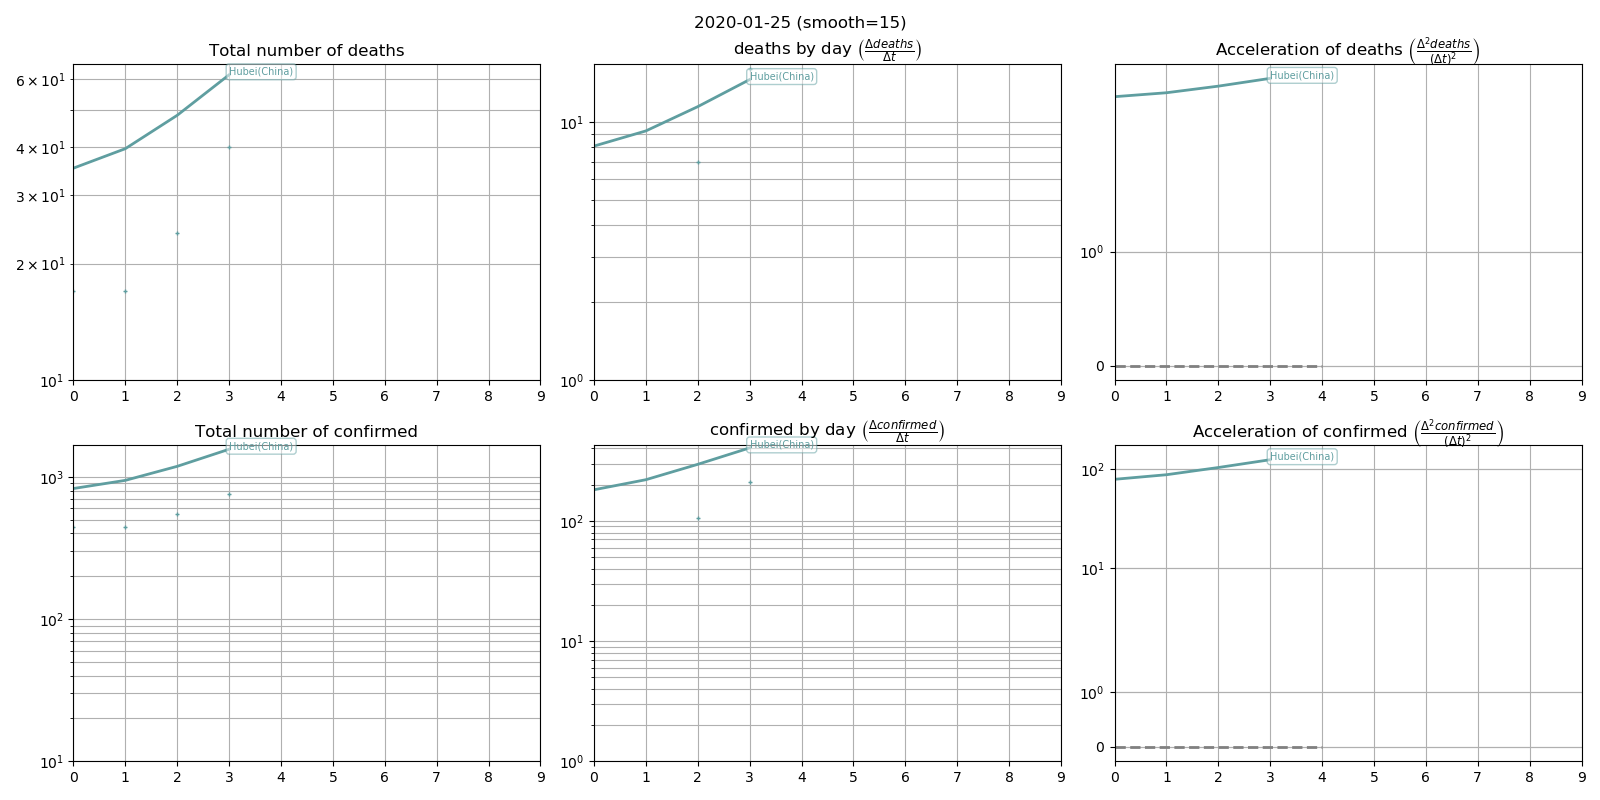 2020-01-25 (smooth=15)
Total number of deaths
6 × 10¹
4 × 10¹
3 × 10¹
2 × 10¹
10¹
Hubei(China)
0 1 2 3 4 5 6 7 8 9
deaths by day (Δdeaths/Δt)
10¹
10⁰
Hubei(China)
0 1 2 3 4 5 6 7 8 9
Acceleration of deaths (Δ²deaths/(Δt)²)
10⁰
0
Hubei(China)
0 1 2 3 4 5 6 7 8 9
Total number of confirmed
10³
10²
10¹
Hubei(China)
0 1 2 3 4 5 6 7 8 9
confirmed by day (Δconfirmed/Δt)
10²
10¹
10⁰
Hubei(China)
0 1 2 3 4 5 6 7 8 9
Acceleration of confirmed (Δ²confirmed/(Δt)²)
10²
10¹
10⁰
0
Hubei(China)
0 1 2 3 4 5 6 7 8 9